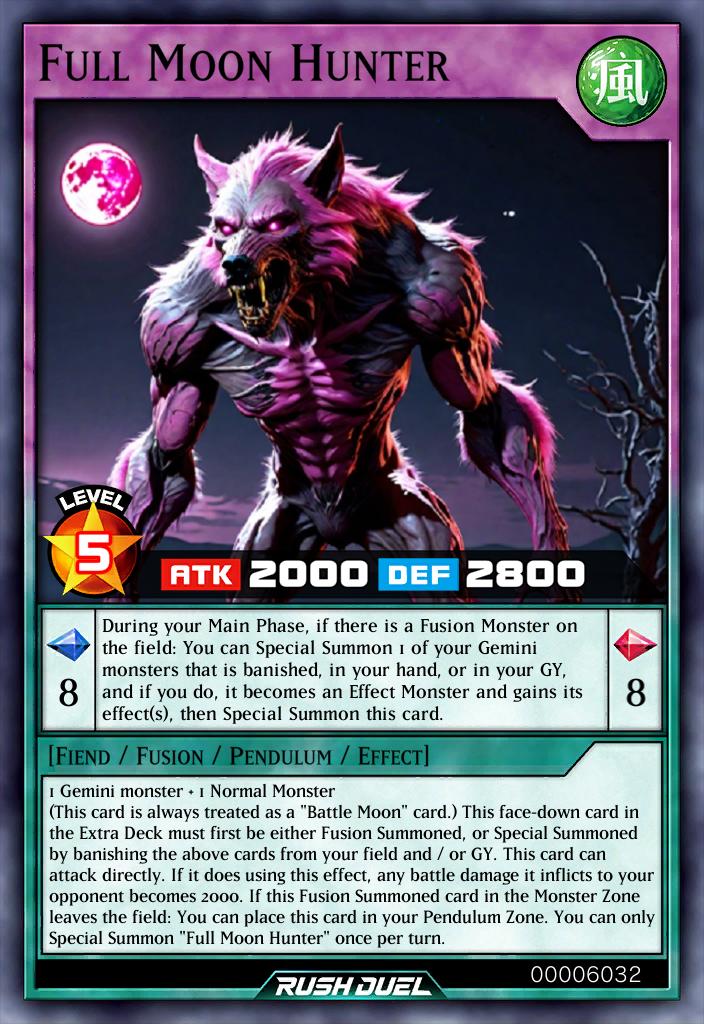 Full Moon Hunter
風
LEVEL
5
ATK 2000 DEF 2800
During your Main Phase, if there is a Fusion Monster on
the field: You can Special Summon 1 of your Gemini
monsters that is banished, in your hand, or in your GY,
and if you do, it becomes an Effect Monster and gains its
effect(s), then Special Summon this card.
8
8
[Fiend / Fusion / Pendulum / Effect]
1 Gemini monster + 1 Normal Monster
(This card is always treated as a "Battle Moon" card.) This face-down card in
the Extra Deck must first be either Fusion Summoned, or Special Summoned
by banishing the above cards from your field and / or GY. This card can
attack directly. If it does using this effect, any battle damage it inflicts to your
opponent becomes 2000. If this Fusion Summoned card in the Monster Zone
leaves the field: You can place this card in your Pendulum Zone. You can only
Special Summon "Full Moon Hunter" once per turn.
00006032
RUSH DUEL